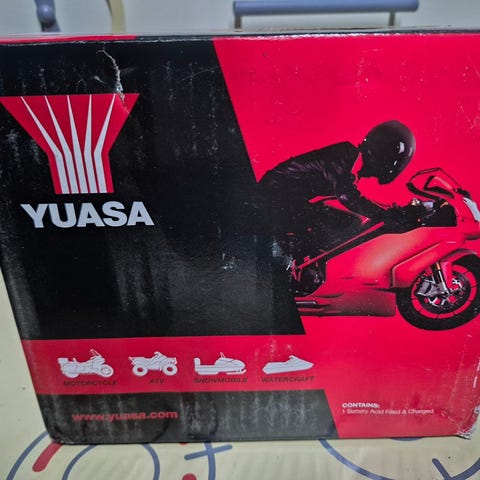 YUASA
MOTORCYCLE ATV SNOWMOBILE WATERCRAFT
www.yuasa.com
CONTAINS:
1 Battery Acid Filled & Charged